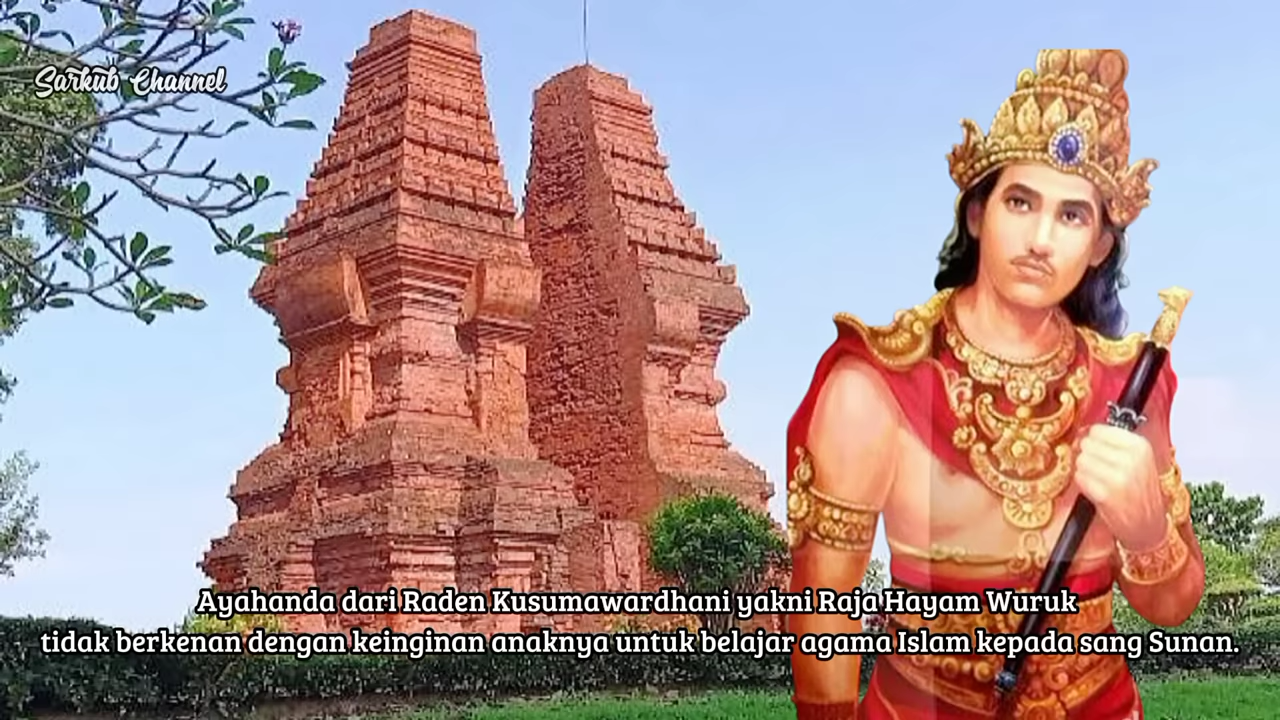 Sarkub Channel
Ayahanda dari Raden Kusumawardhani yakni Raja Hayam Wuruk
tidak berkenan dengan keinginan anaknya untuk belajar agama Islam kepada sang Sunan.